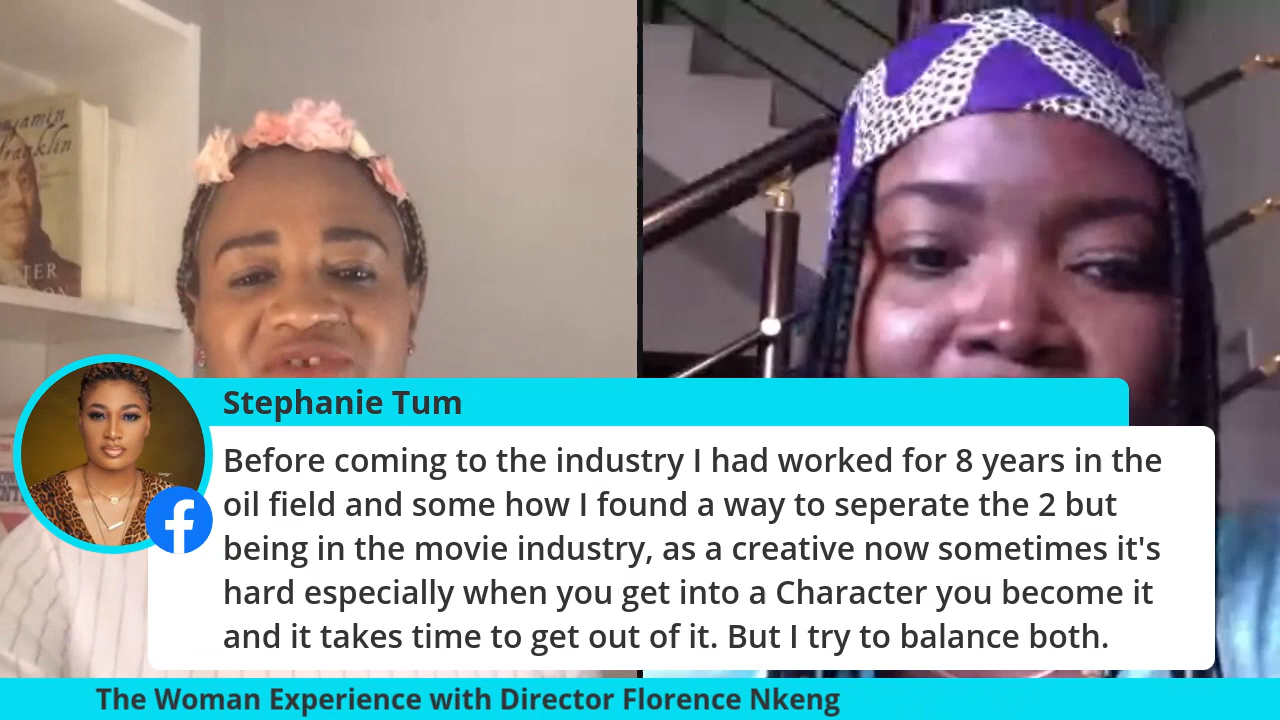 Benjamin
Franklin
Stephanie Tum
Before coming to the industry I had worked for 8 years in the
oil field and some how I found a way to seperate the 2 but
being in the movie industry, as a creative now sometimes it's
hard especially when you get into a Character you become it
and it takes time to get out of it. But I try to balance both.
The Woman Experience with Director Florence Nkeng